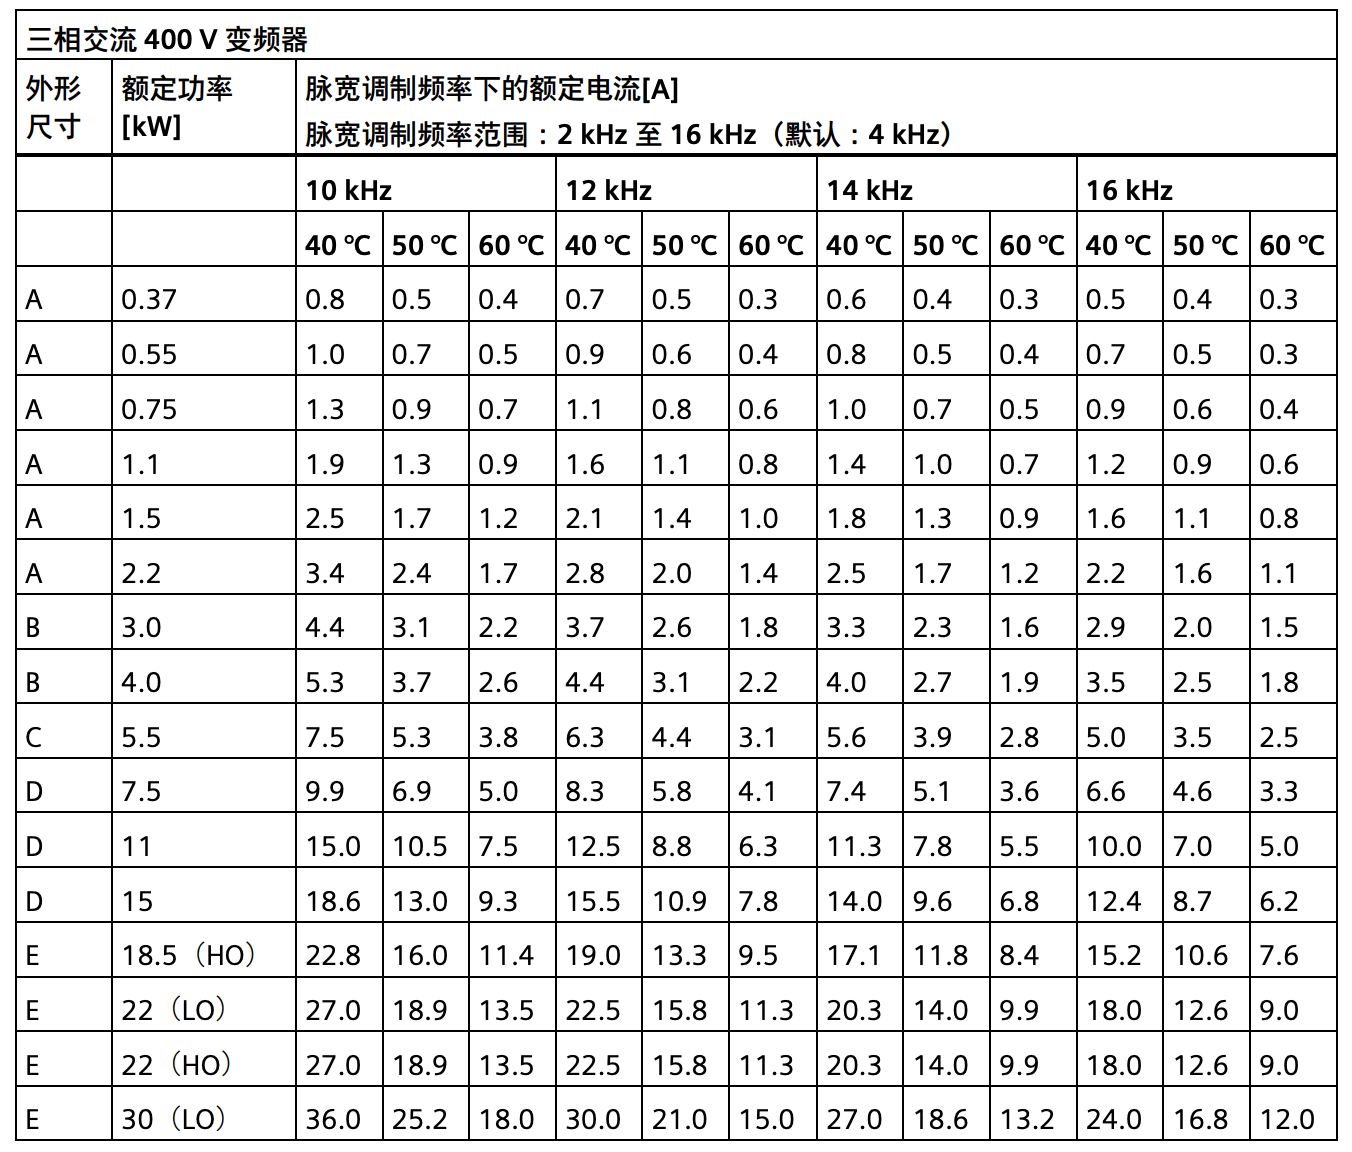 三相交流 400 V 变频器
外形 额定功率 脉宽调制频率下的额定电流[A]
尺寸 [kW] 脉宽调制频率范围：2 kHz 至 16 kHz（默认：4 kHz）
10 kHz 12 kHz 14 kHz 16 kHz
40 ℃ 50 ℃ 60 ℃ 40 ℃ 50 ℃ 60 ℃ 40 ℃ 50 ℃ 60 ℃ 40 ℃ 50 ℃ 60 ℃
A 0.37 0.8 0.5 0.4 0.7 0.5 0.3 0.6 0.4 0.3 0.5 0.4 0.3
A 0.55 1.0 0.7 0.5 0.9 0.6 0.4 0.8 0.5 0.4 0.7 0.5 0.3
A 0.75 1.3 0.9 0.7 1.1 0.8 0.6 1.0 0.7 0.5 0.9 0.6 0.4
A 1.1 1.9 1.3 0.9 1.6 1.1 0.8 1.4 1.0 0.7 1.2 0.9 0.6
A 1.5 2.5 1.7 1.2 2.1 1.4 1.0 1.8 1.3 0.9 1.6 1.1 0.8
A 2.2 3.4 2.4 1.7 2.8 2.0 1.4 2.5 1.7 1.2 2.2 1.6 1.1
B 3.0 4.4 3.1 2.2 3.7 2.6 1.8 3.3 2.3 1.6 2.9 2.0 1.5
B 4.0 5.3 3.7 2.6 4.4 3.1 2.2 4.0 2.7 1.9 3.5 2.5 1.8
C 5.5 7.5 5.3 3.8 6.3 4.4 3.1 5.6 3.9 2.8 5.0 3.5 2.5
D 7.5 9.9 6.9 5.0 8.3 5.8 4.1 7.4 5.1 3.6 6.6 4.6 3.3
D 11 15.0 10.5 7.5 12.5 8.8 6.3 11.3 7.8 5.5 10.0 7.0 5.0
D 15 18.6 13.0 9.3 15.5 10.9 7.8 14.0 9.6 6.8 12.4 8.7 6.2
E 18.5（HO） 22.8 16.0 11.4 19.0 13.3 9.5 17.1 11.8 8.4 15.2 10.6 7.6
E 22（LO） 27.0 18.9 13.5 22.5 15.8 11.3 20.3 14.0 9.9 18.0 12.6 9.0
E 22（HO） 27.0 18.9 13.5 22.5 15.8 11.3 20.3 14.0 9.9 18.0 12.6 9.0
E 30（LO） 36.0 25.2 18.0 30.0 21.0 15.0 27.0 18.6 13.2 24.0 16.8 12.0